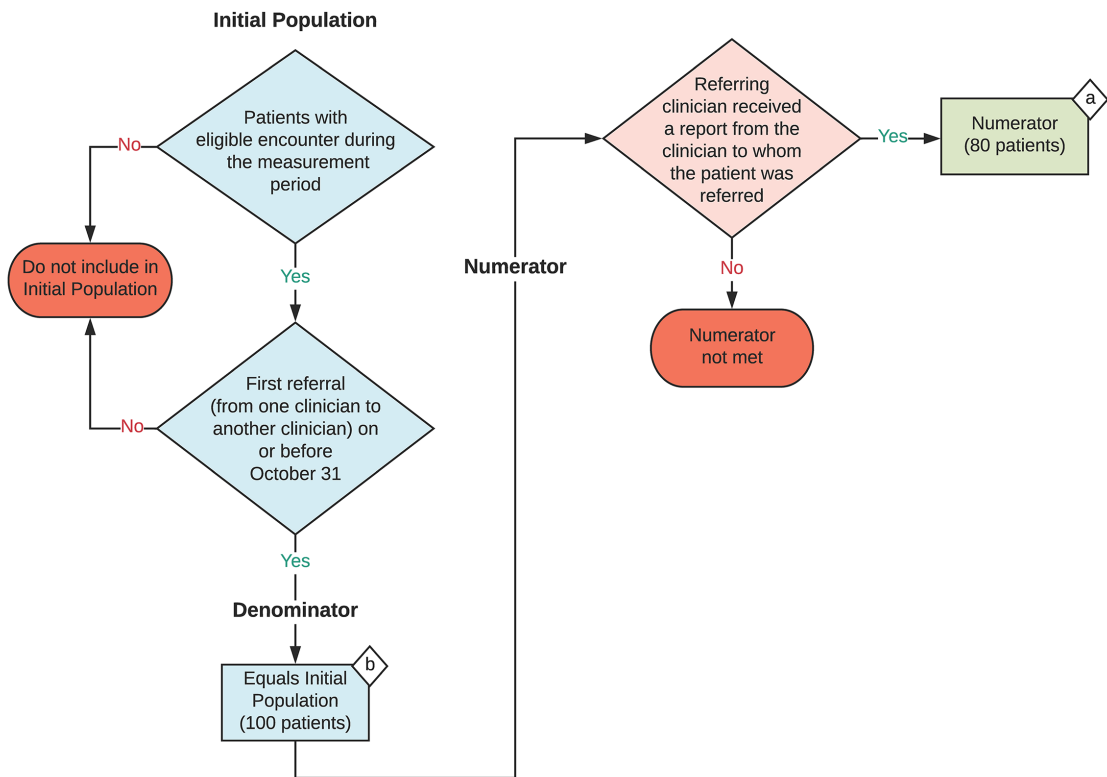 Initial Population
Patients with
eligible encounter during
the measurement
period
No
Do not include in
Initial Population
Yes
First referral
(from one clinician to
another clinician) on
or before
October 31
No
Yes
Denominator
b
Equals Initial
Population
(100 patients)
Numerator
Referring
clinician received
a report from the
clinician to whom
the patient was
referred
Yes
a
Numerator
(80 patients)
No
Numerator
not met